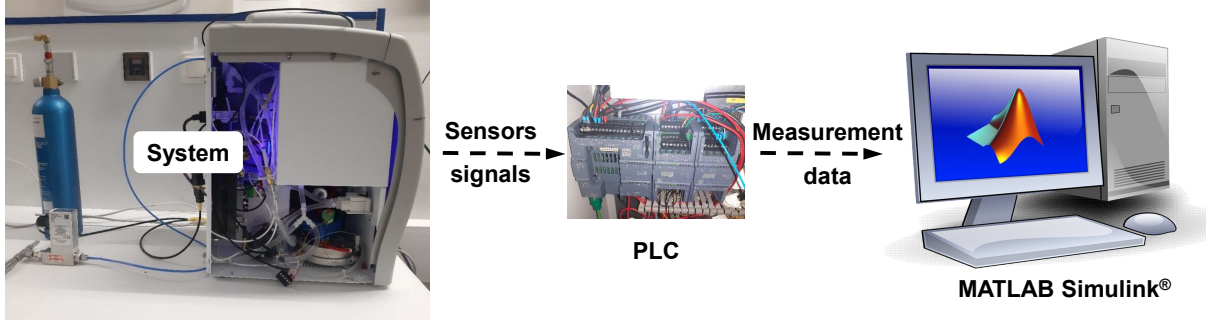 System
Sensors
signals
PLC
Measurement
data
MATLAB Simulink®